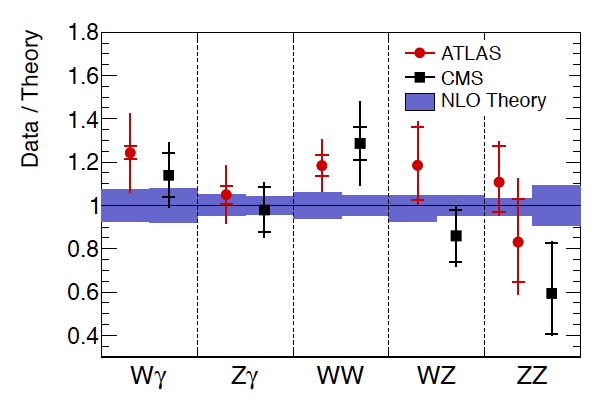 1.8
1.6
1.4
1.2
1
0.8
0.6
0.4
Data / Theory
ATLAS
CMS
NLO Theory
Wγ Zγ WW WZ ZZ